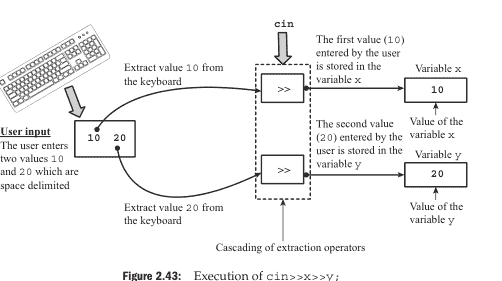 cin
The first value (10)
entered by the user
is stored in the
variable x
Variable x
10
Value of the
variable x
Extract value 10 from
the keyboard
>>
User input
The user enters
two values 10
and 20 which are
space delimited
10 20
The second value
(20) entered by the
user is stored in the
variable y
Variable y
20
Value of the
variable y
>>
Extract value 20 from
the keyboard
Cascading of extraction operators
Figure 2.43: Execution of cin>>x>>y;